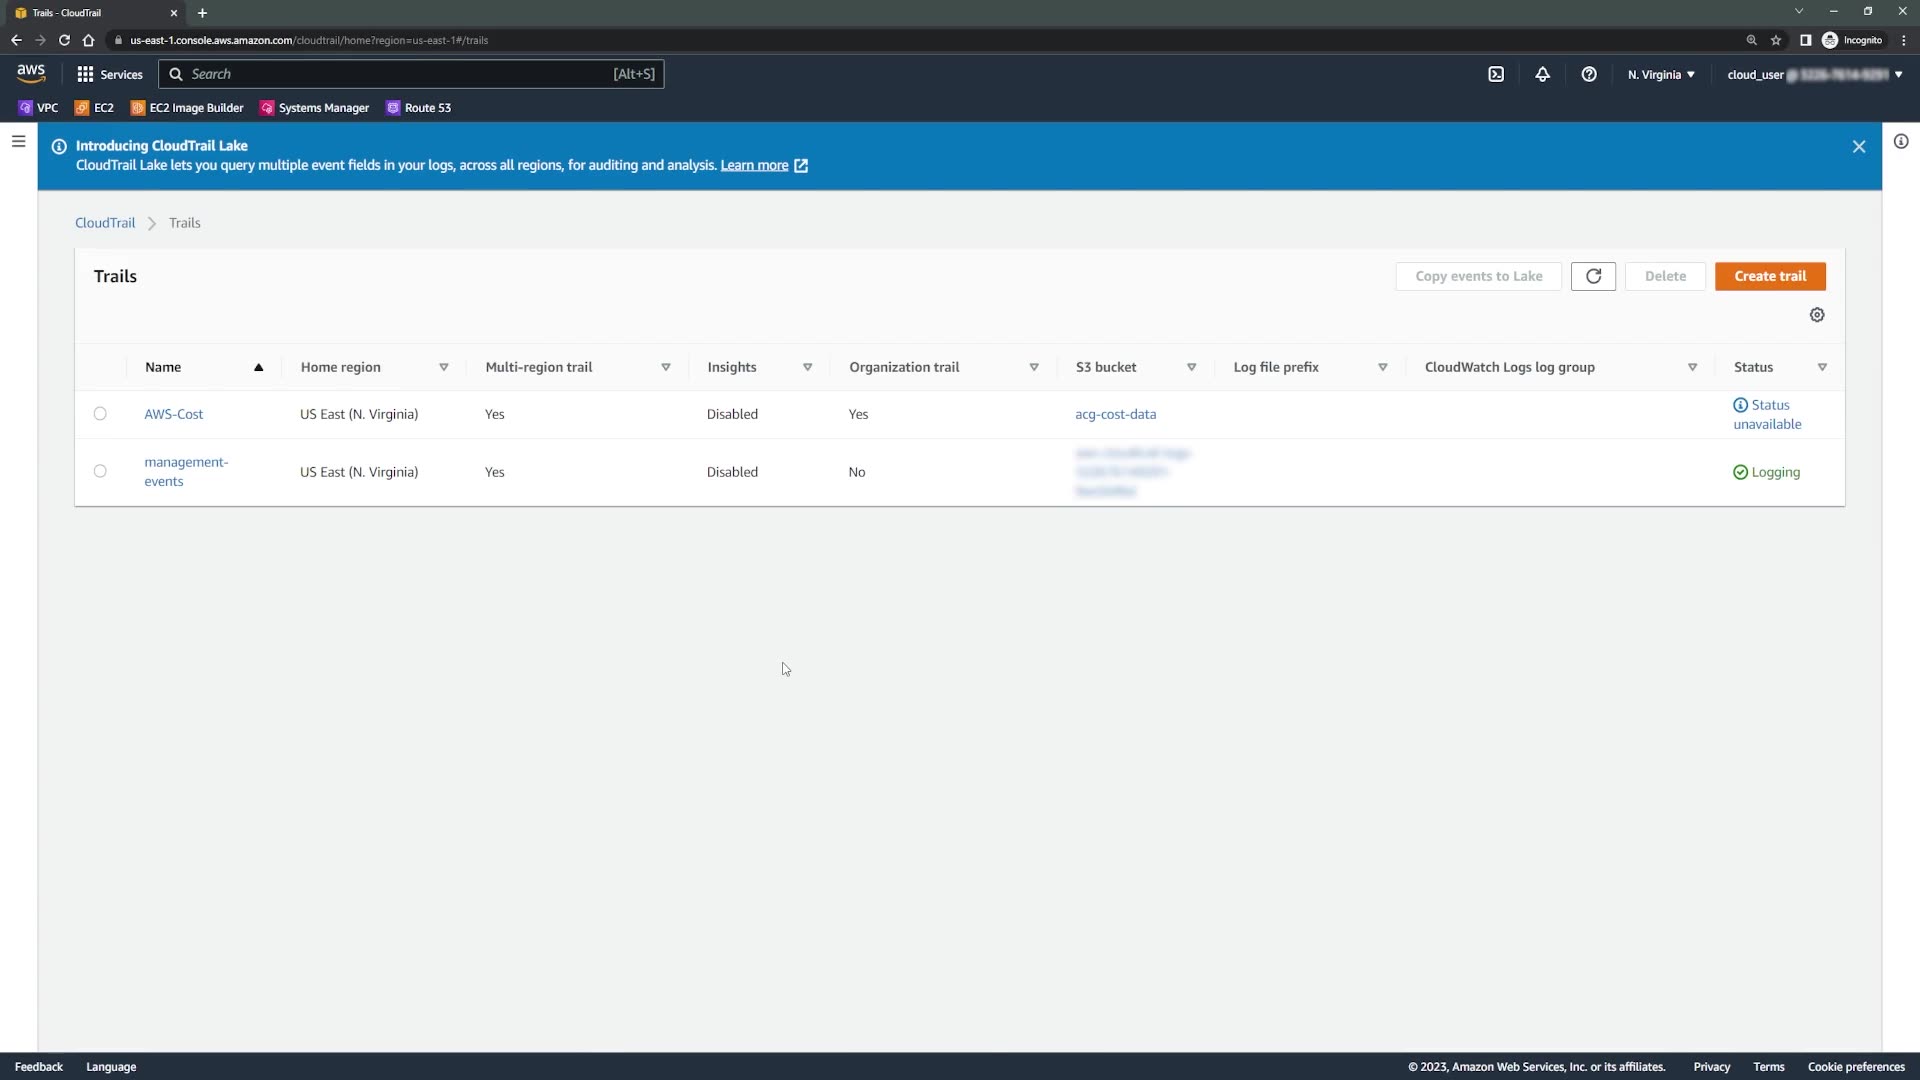 Trails - CloudTrail
us-east-1.console.aws.amazon.com/cloudtrail/home?region=us-east-1#/trails
Incognito
aws
Services
Search
[Alt+S]
N. Virginia
cloud_user @
VPC
EC2
EC2 Image Builder
Systems Manager
Route 53
Introducing CloudTrail Lake
CloudTrail Lake lets you query multiple event fields in your logs, across all regions, for auditing and analysis. Learn more
CloudTrail
Trails
Trails
Copy events to Lake
Delete
Create trail
Name
Home region
Multi-region trail
Insights
Organization trail
S3 bucket
Log file prefix
CloudWatch Logs log group
Status
AWS-Cost
US East (N. Virginia)
Yes
Disabled
Yes
acg-cost-data
Status
unavailable
management-
events
US East (N. Virginia)
Yes
Disabled
No
Logging
Feedback
Language
© 2023, Amazon Web Services, Inc. or its affiliates.
Privacy
Terms
Cookie preferences